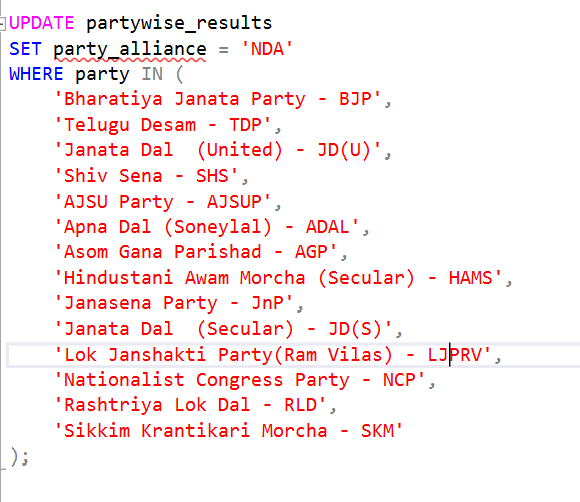 UPDATE partywise_results
SET party_alliance = 'NDA'
WHERE party IN (
    'Bharatiya Janata Party - BJP',
    'Telugu Desam - TDP',
    'Janata Dal  (United) - JD(U)',
    'Shiv Sena - SHS',
    'AJSU Party - AJSUP',
    'Apna Dal (Soneylal) - ADAL',
    'Asom Gana Parishad - AGP',
    'Hindustani Awam Morcha (Secular) - HAMS',
    'Janasena Party - JnP',
    'Janata Dal  (Secular) - JD(S)',
    'Lok Janshakti Party(Ram Vilas) - LJPRV',
    'Nationalist Congress Party - NCP',
    'Rashtriya Lok Dal - RLD',
    'Sikkim Krantikari Morcha - SKM'
);